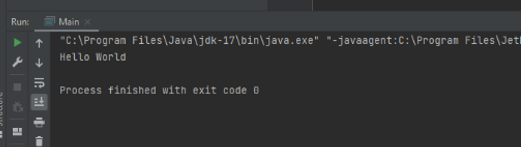 Run:
Main
"C:\Program Files\Java\jdk-17\bin\java.exe" "-javaagent:C:\Program Files\Jet
Hello World
Process finished with exit code 0